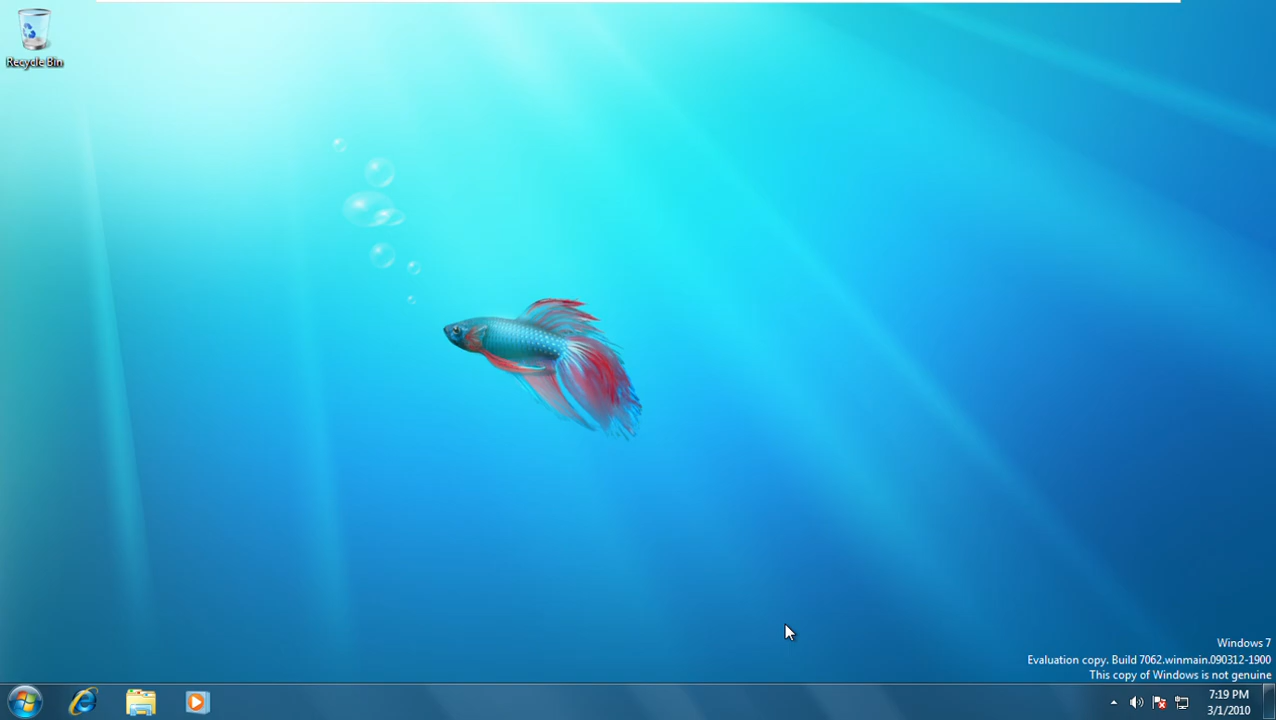 Recycle Bin
Windows 7
Evaluation copy. Build 7062.winmain.090312-1900
This copy of Windows is not genuine
7:19 PM
3/1/2010